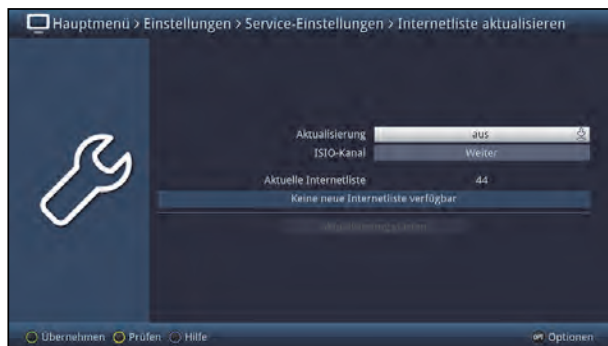 Hauptmenü > Einstellungen > Service-Einstellungen > Internetliste aktualisieren
Aktualisierung aus
ISIO-Kanal Weiter
Aktuelle Internetliste 44
Keine neue Internetliste verfügbar
Übernehmen Prüfen Hilfe Optionen